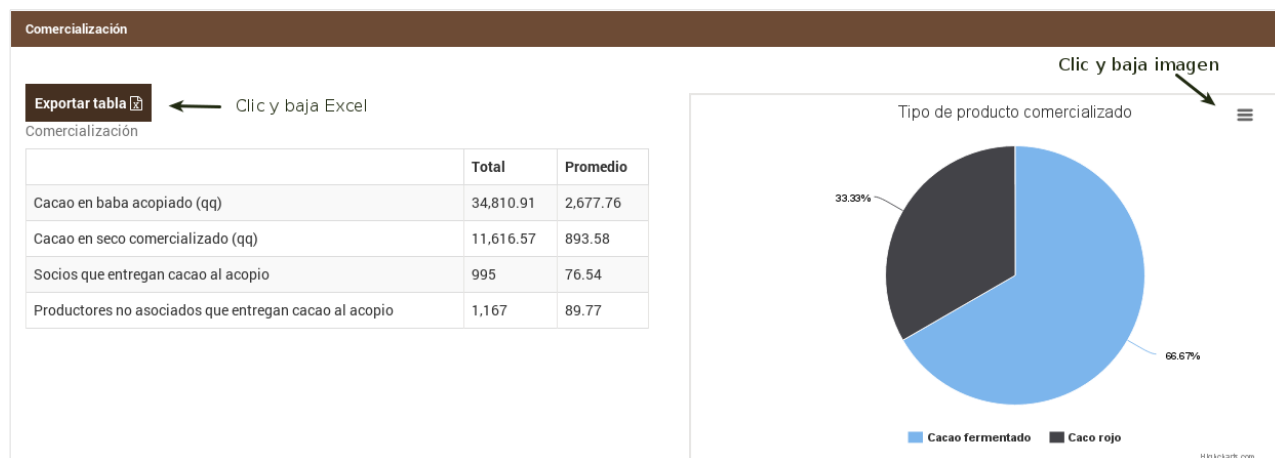 Comercialización
Clic y baja imagen
Exportar tabla
Clic y baja Excel
Comercialización
Total Promedio
Cacao en baba acopiado (qq) 34,810.91 2,677.76
Cacao en seco comercializado (qq) 11,616.57 893.58
Socios que entregan cacao al acopio 995 76.54
Productores no asociados que entregan cacao al acopio 1,167 89.77
Tipo de producto comercializado
33.33%
66.67%
Cacao fermentado Caco rojo